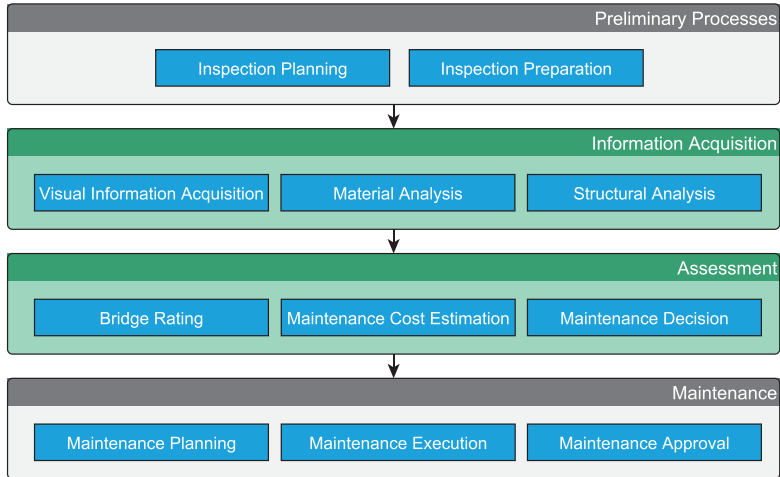 Preliminary Processes
Inspection Planning
Inspection Preparation
Information Acquisition
Visual Information Acquisition
Material Analysis
Structural Analysis
Assessment
Bridge Rating
Maintenance Cost Estimation
Maintenance Decision
Maintenance
Maintenance Planning
Maintenance Execution
Maintenance Approval